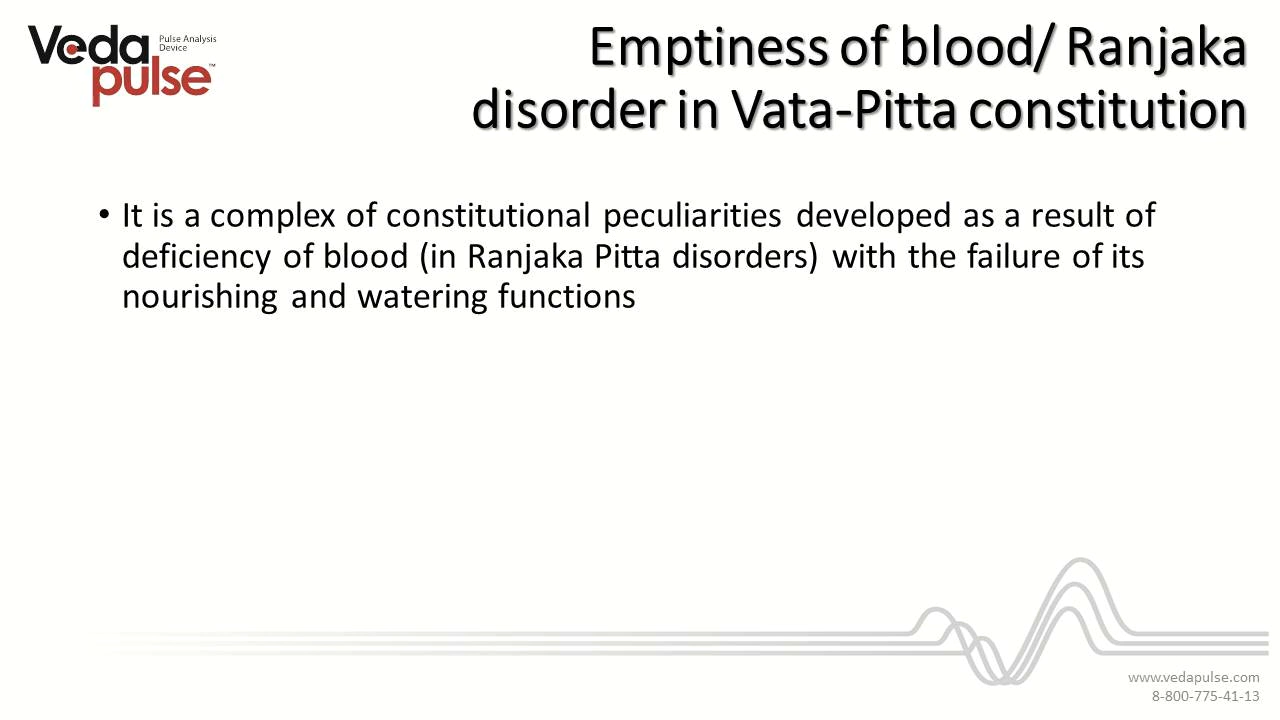 Veda
pulse™
Pulse Analysis
Device
Emptiness of blood/ Ranjaka
disorder in Vata-Pitta constitution
• It is a complex of constitutional peculiarities developed as a result of
deficiency of blood (in Ranjaka Pitta disorders) with the failure of its
nourishing and watering functions
www.vedapulse.com
8-800-775-41-13